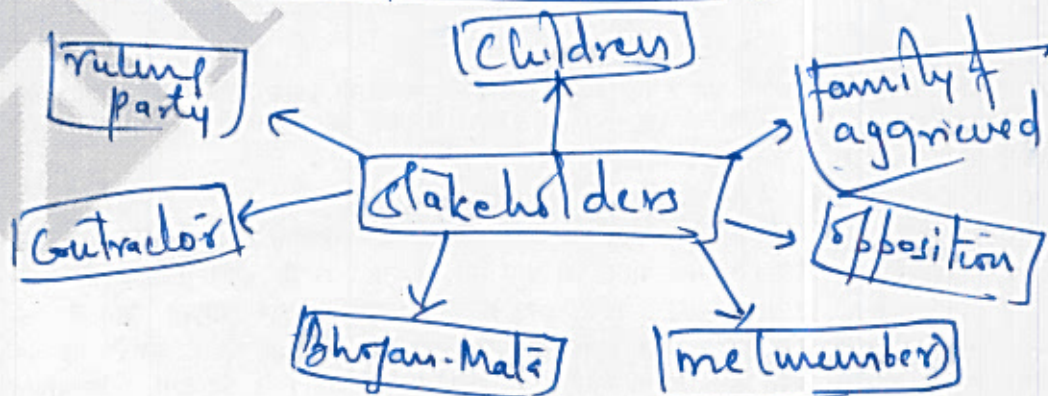 Children
ruling
party
family of
aggrieved
Stakeholders
Contractor
Opposition
Bhojan-Mata
me (member)